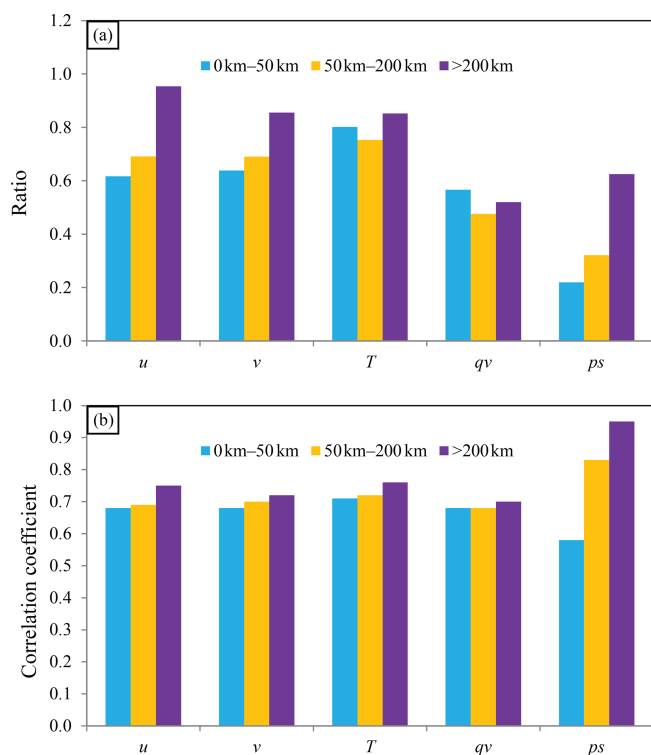 (a)
0 km–50 km 50 km–200 km >200 km
Ratio
1.2
1.0
0.8
0.6
0.4
0.2
0.0
u v T qv ps
(b)
0 km–50 km 50 km–200 km >200 km
Correlation coefficient
1.0
0.9
0.8
0.7
0.6
0.5
0.4
0.3
0.2
0.1
0.0
u v T qv ps